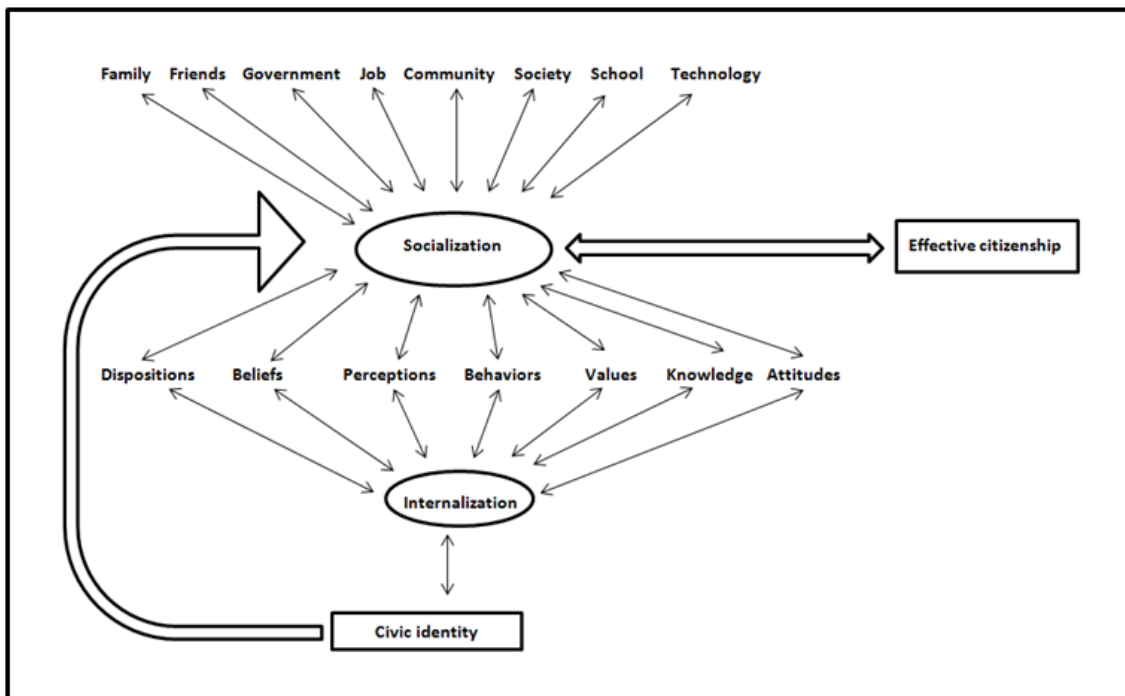 Family Friends Government Job Community Society School Technology
Socialization
Effective citizenship
Dispositions Beliefs Perceptions Behaviors Values Knowledge Attitudes
Internalization
Civic identity